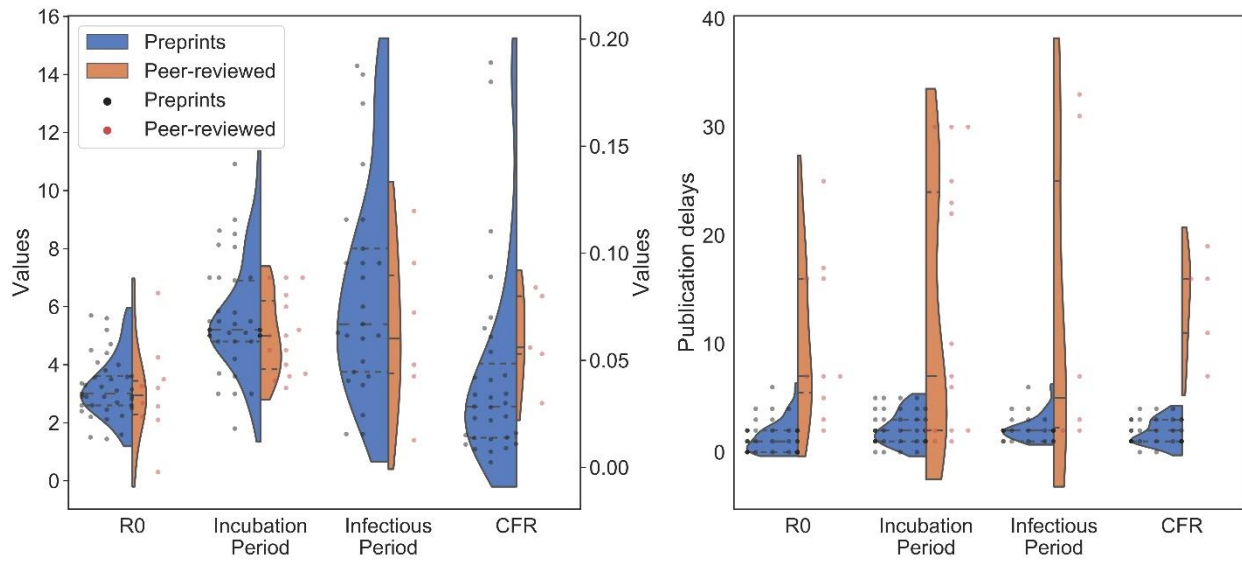 16
14
12
10
8
6
4
2
0
Values
Preprints
Peer-reviewed
Preprints
Peer-reviewed
0.20
0.15
0.10
0.05
0.00
Values
R0
Incubation
Period
Infectious
Period
CFR
40
30
20
10
0
Publication delays
R0
Incubation
Period
Infectious
Period
CFR